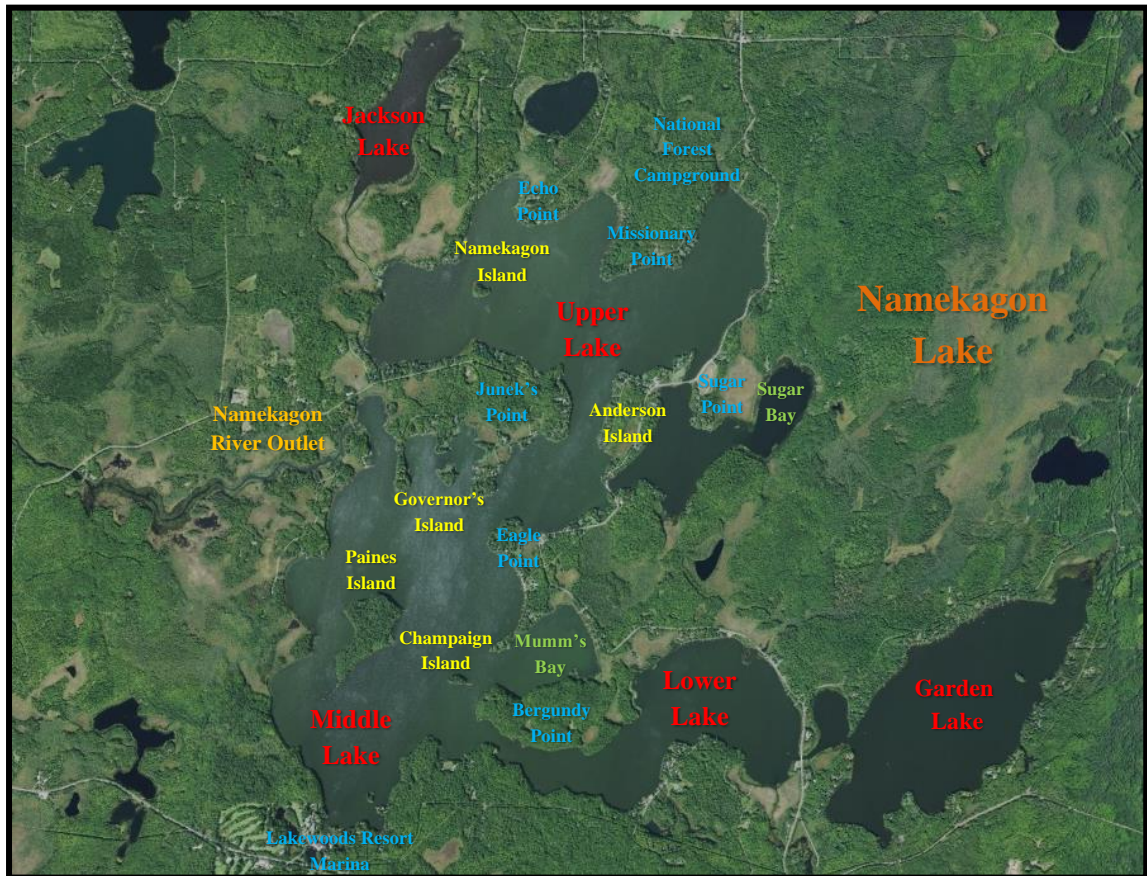 Jackson
Lake
National
Forest
Campground
Echo
Point
Missionary
Point
Namekagon
Island
Namekagon
Lake
Upper
Lake
Junek's
Point
Sugar
Point
Sugar
Bay
Anderson
Island
Namekagon
River Outlet
Governor's
Island
Eagle
Point
Paines
Island
Champaign
Island
Mumm's
Bay
Lower
Lake
Garden
Lake
Bergundy
Point
Middle
Lake
Lakewoods Resort
Marina